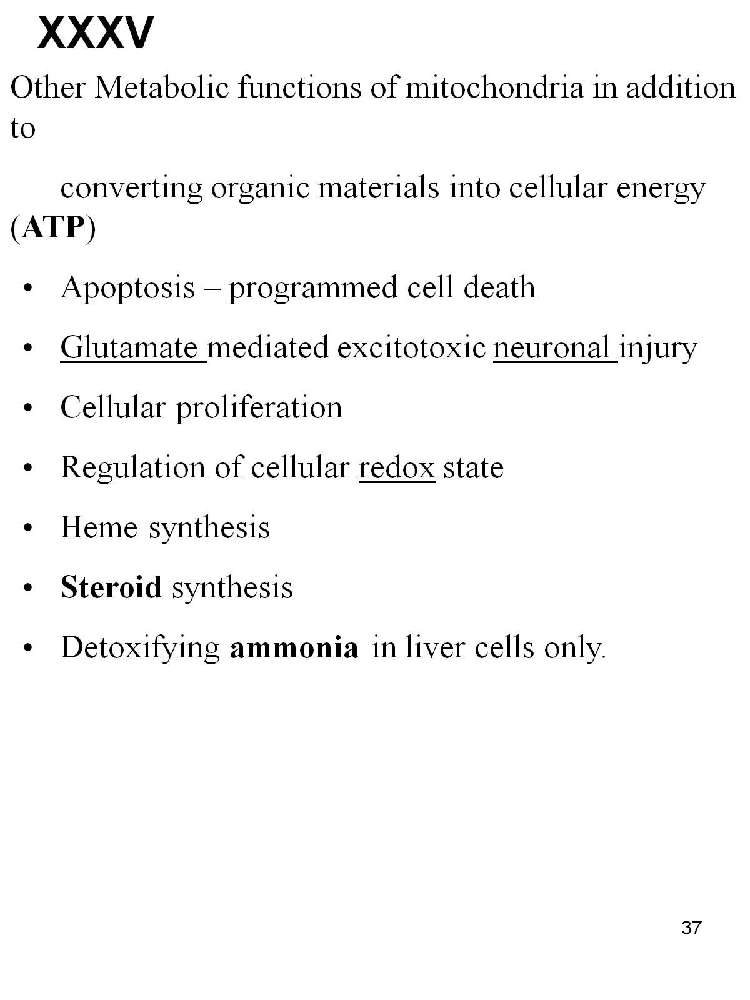 XXXV
Other Metabolic functions of mitochondria in addition
to
converting organic materials into cellular energy
(ATP)
• Apoptosis – programmed cell death
• Glutamate mediated excitotoxic neuronal injury
• Cellular proliferation
• Regulation of cellular redox state
• Heme synthesis
• Steroid synthesis
• Detoxifying ammonia in liver cells only.
37